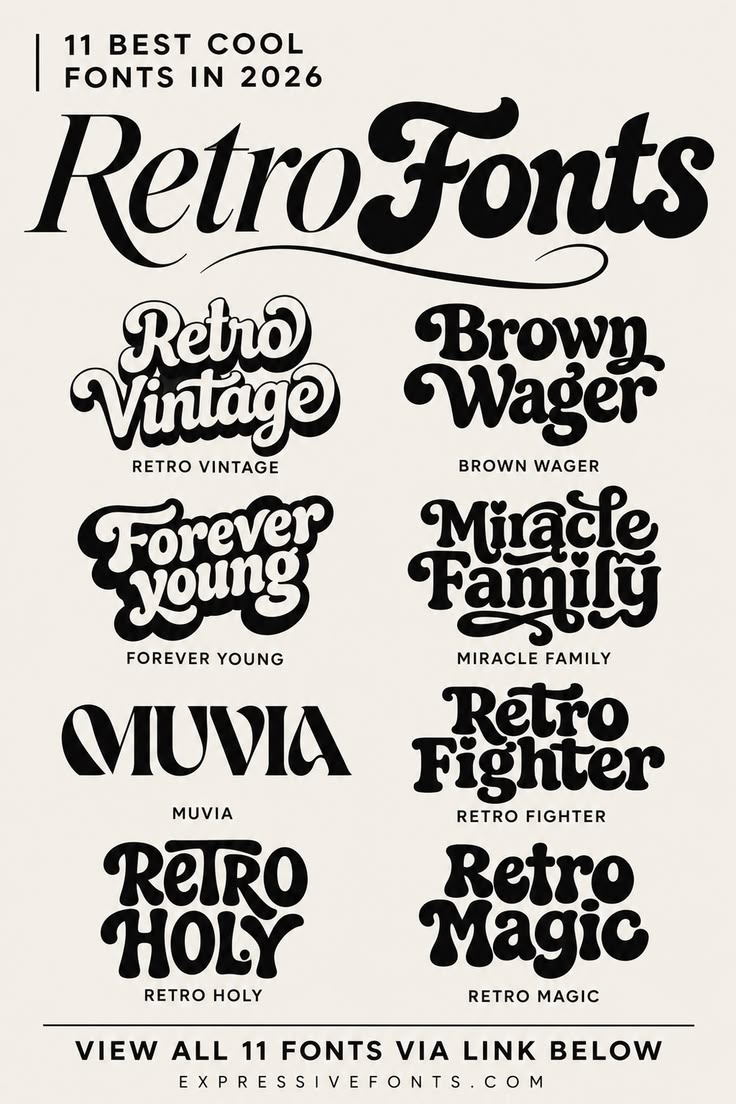 11 BEST COOL
FONTS IN 2026
Retro Fonts
Retro
Vintage
RETRO VINTAGE
Brown
Wager
BROWN WAGER
Forever
young
FOREVER YOUNG
Miracle
Family
MIRACLE FAMILY
MUVIA
MUVIA
Retro
Fighter
RETRO FIGHTER
ReTRO
HOLY
RETRO HOLY
Retro
Magic
RETRO MAGIC
VIEW ALL 11 FONTS VIA LINK BELOW
EXPRESSIVEFONTS.COM